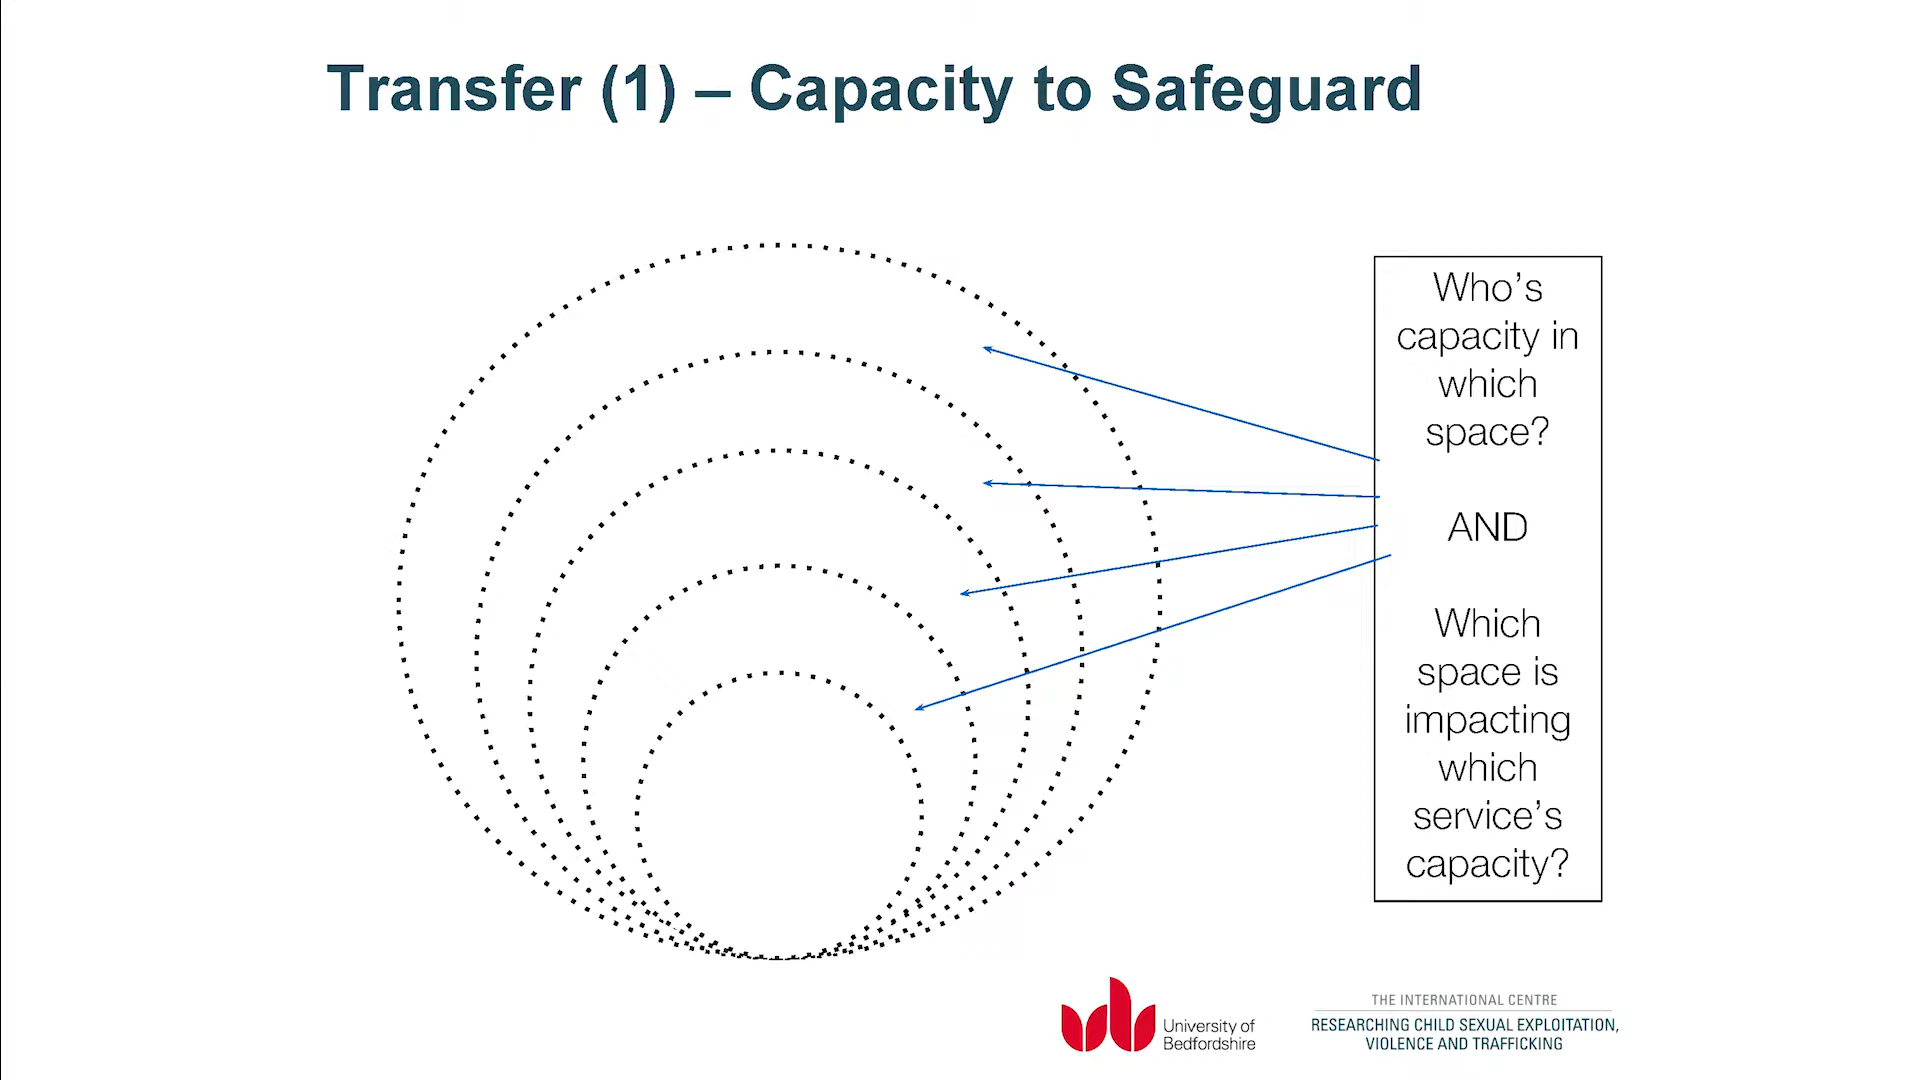 Transfer (1) – Capacity to Safeguard
Who's
capacity in
which
space?
AND
Which
space is
impacting
which
service's
capacity?
University of
Bedfordshire
THE INTERNATIONAL CENTRE
RESEARCHING CHILD SEXUAL EXPLOITATION,
VIOLENCE AND TRAFFICKING